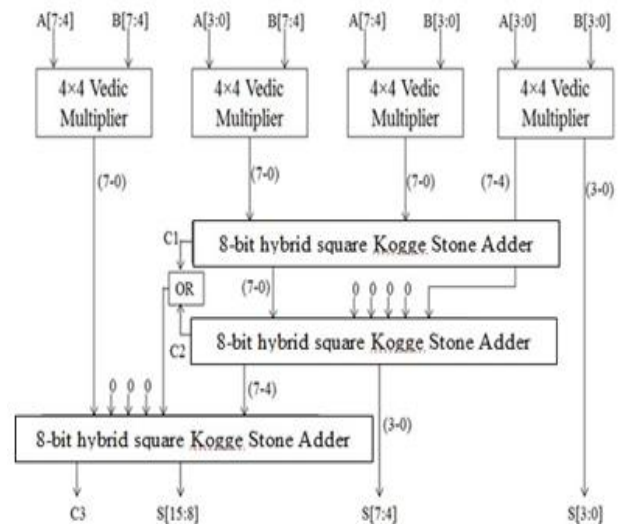 A[7:4] B[7:4] A[3:0] B[7:4] A[7:4] B[3:0] A[3:0] B[3:0]
4×4 Vedic Multiplier
4×4 Vedic Multiplier
4×4 Vedic Multiplier
4×4 Vedic Multiplier
(7-0)
(7-0)
(7-0)
(7-4)
(3-0)
C1
8-bit hybrid square Kogge Stone Adder
OR
(7-0)
0 0 0 0
C2
8-bit hybrid square Kogge Stone Adder
0 0 0
(7-4)
(3-0)
8-bit hybrid square Kogge Stone Adder
C3 S[15:8] S[7:4] S[3:0]